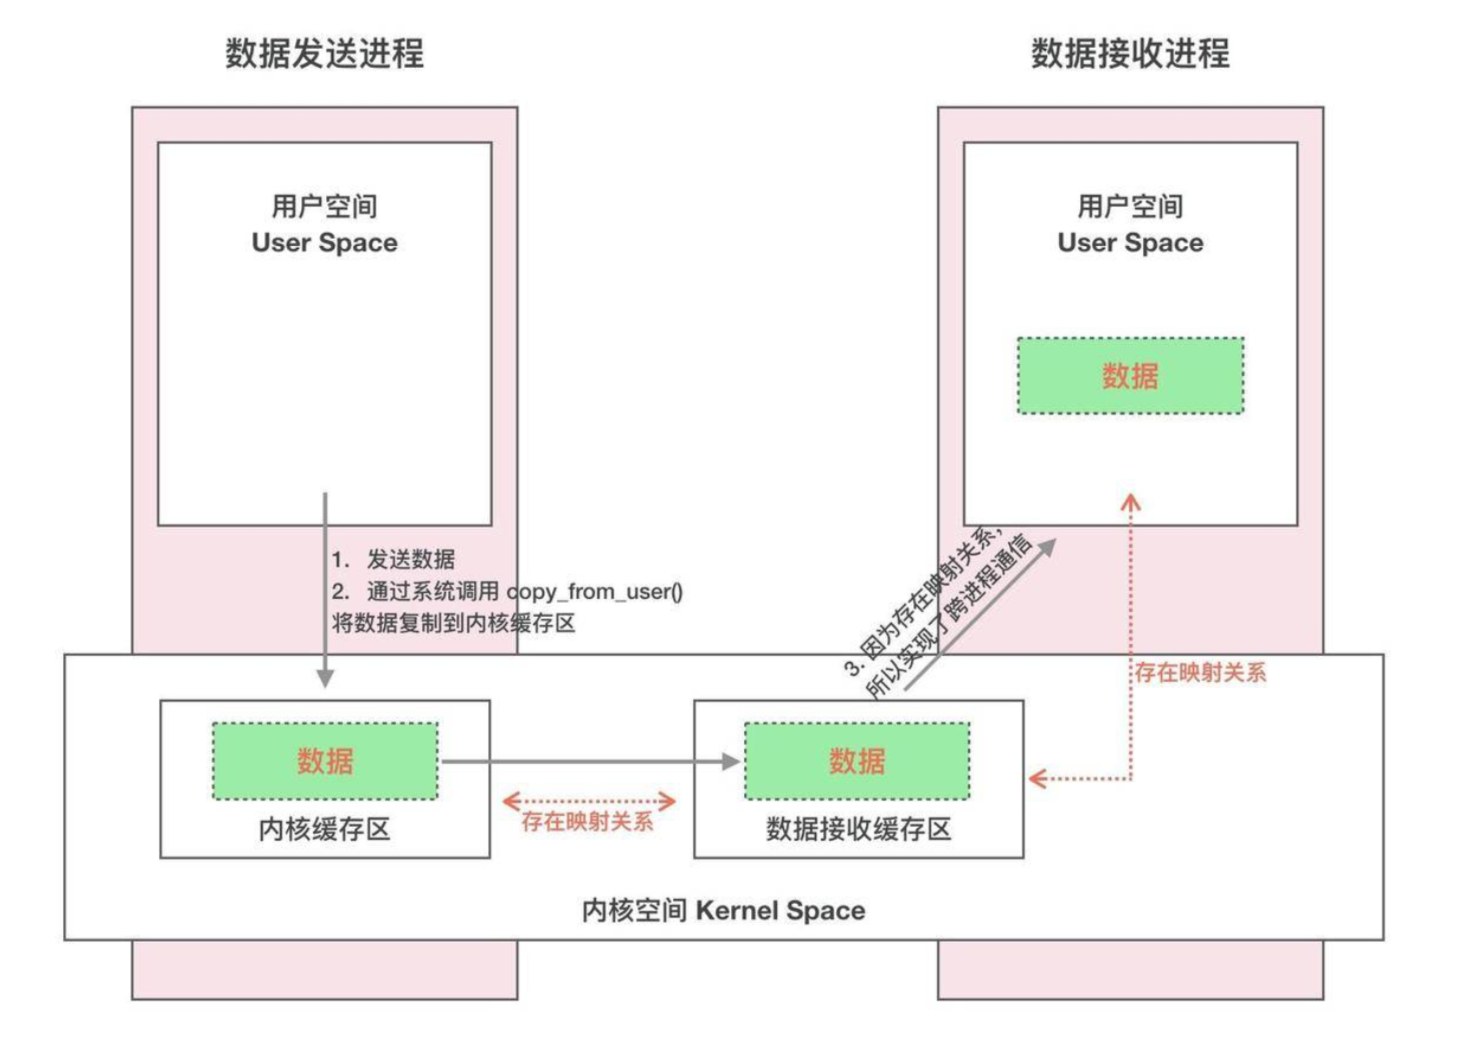 数据发送进程
数据接收进程
用户空间
User Space
用户空间
User Space
数据
1. 发送数据
2. 通过系统调用 copy_from_user()
将数据复制到内核缓存区
3. 因为存在映射关系，
所以实现了跨进程通信
存在映射关系
数据
数据
存在映射关系
内核缓存区
数据接收缓存区
内核空间 Kernel Space